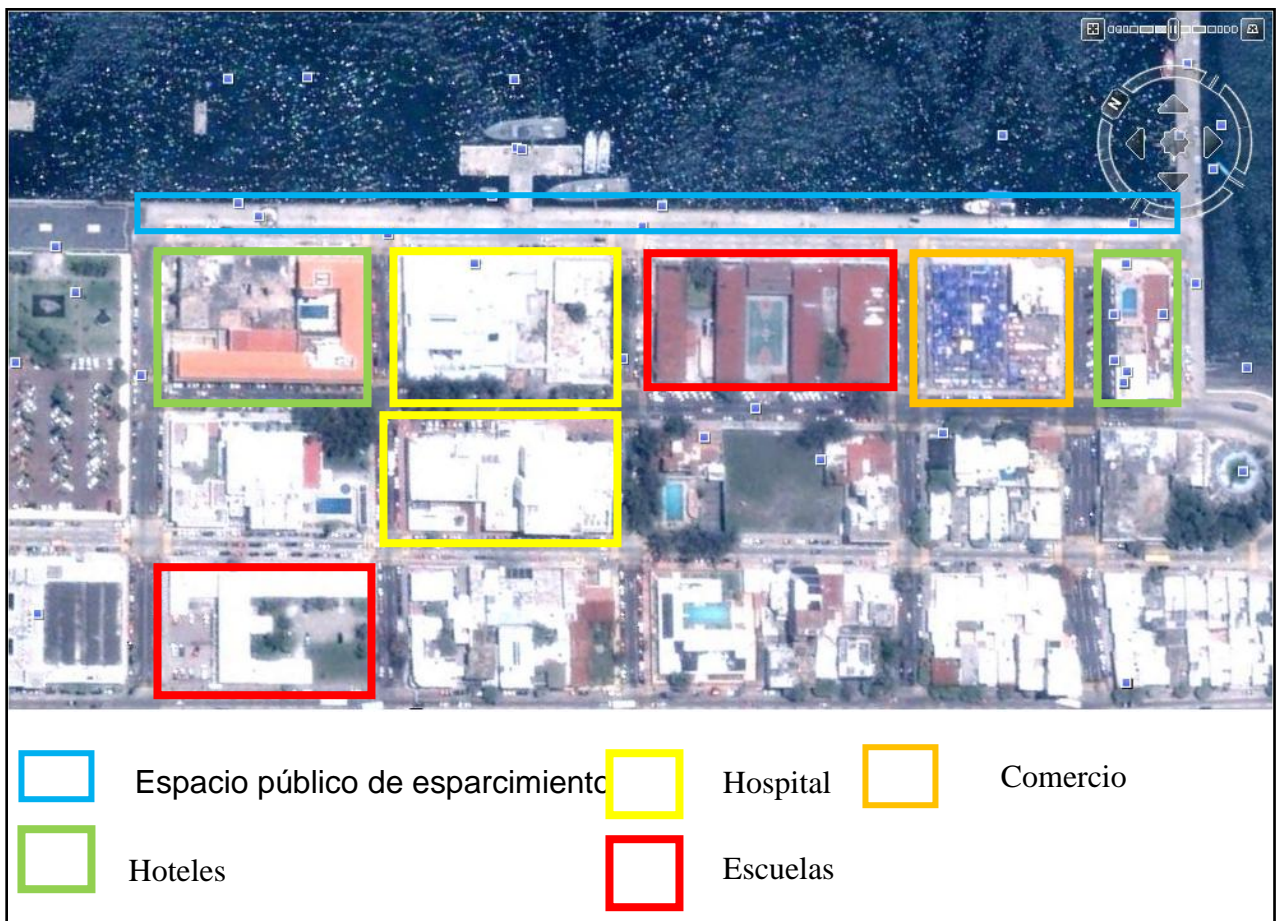 N
Espacio público de esparcimiento
Hospital
Comercio
Hoteles
Escuelas